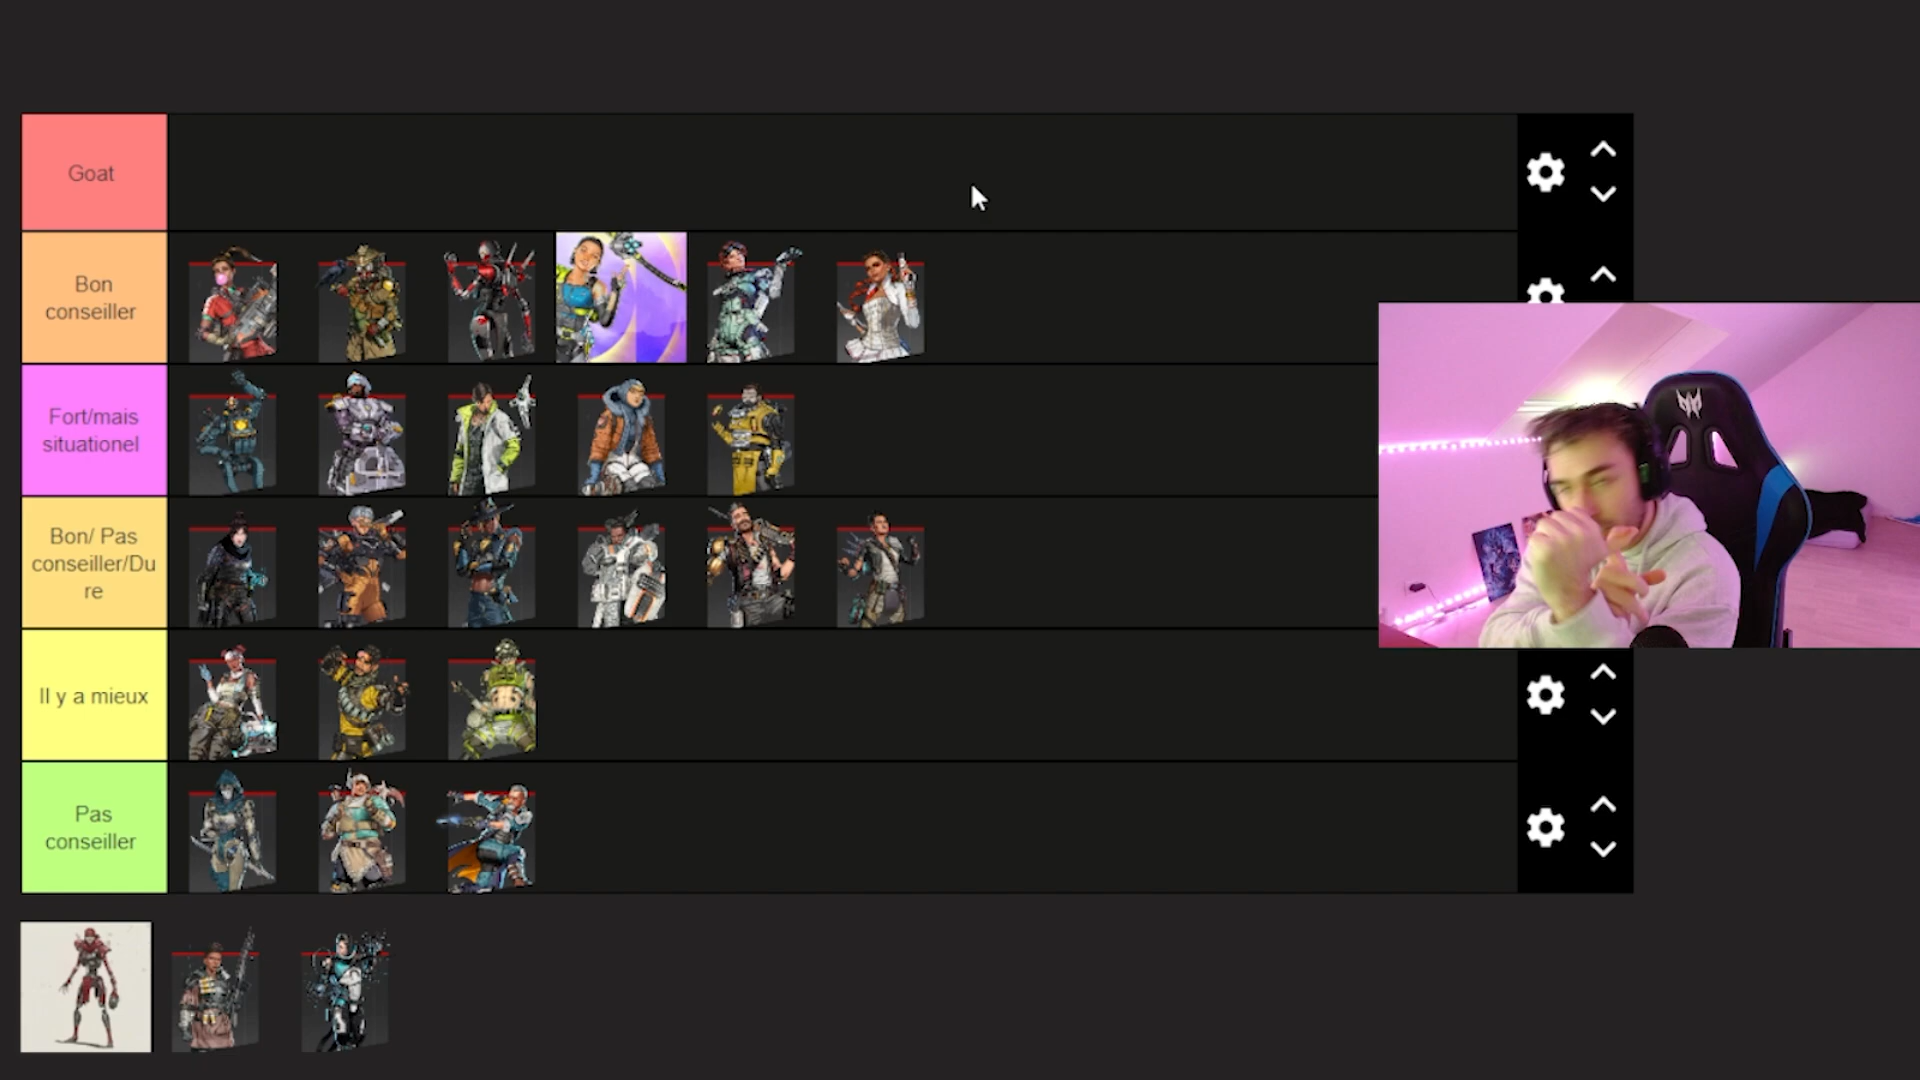 Goat
Bon
conseiller
Fort/mais
situationel
Bon/ Pas
conseiller/Du
re
Il y a mieux
Pas
conseiller